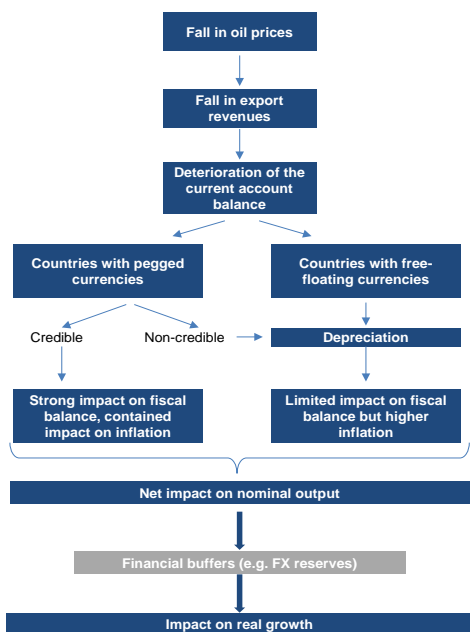 Fall in oil prices
Fall in export
revenues
Deterioration of the
current account
balance
Countries with pegged
currencies
Countries with free-
floating currencies
Credible
Non-credible
Depreciation
Strong impact on fiscal
balance, contained
impact on inflation
Limited impact on fiscal
balance but higher
inflation
Net impact on nominal output
Financial buffers (e.g. FX reserves)
Impact on real growth